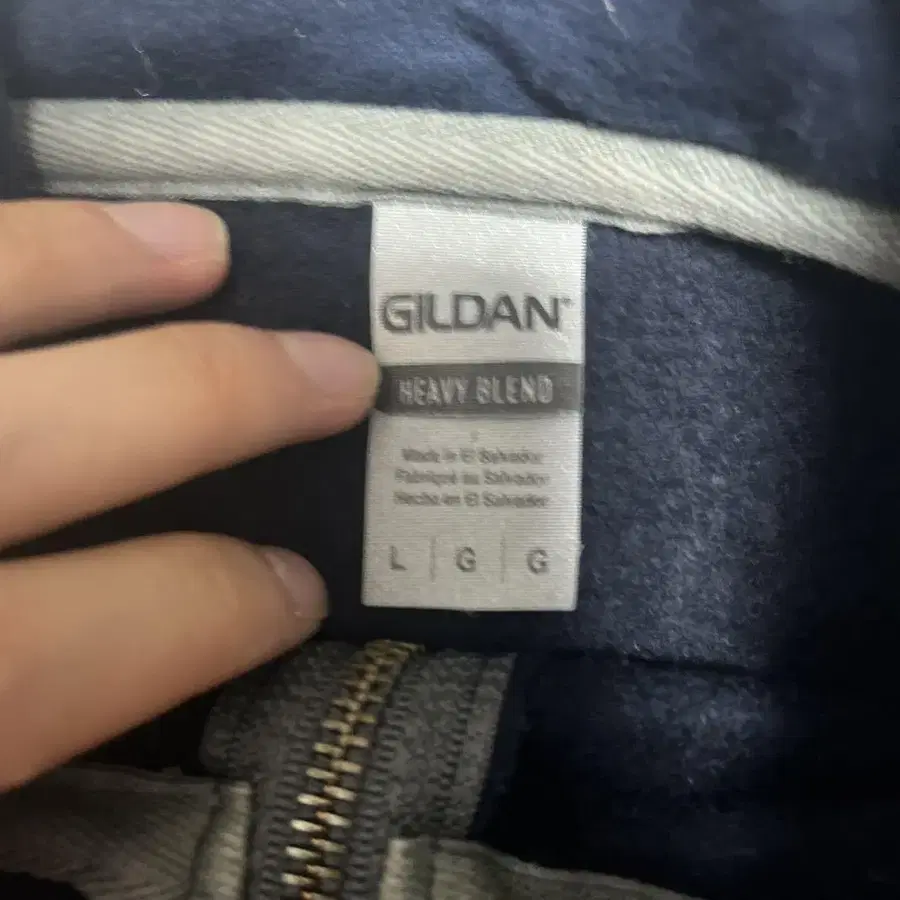 GILDAN
HEAVY BLEND
Made in El Salvador
Fabriqué au Salvador
Hecho en El Salvador
L | G | G